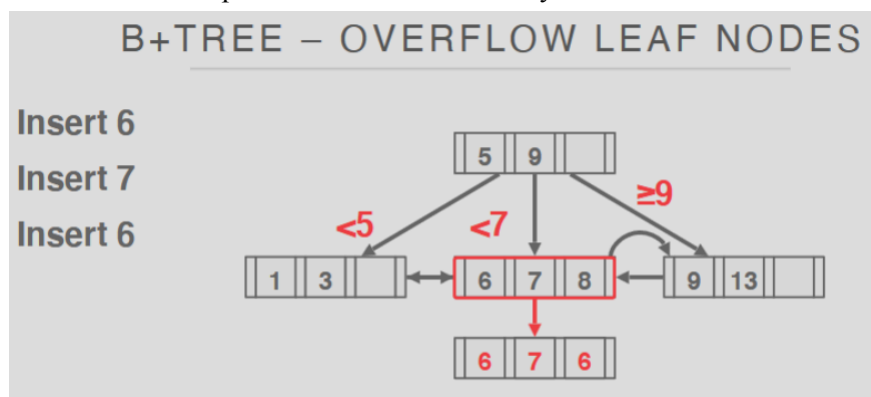 B+TREE – OVERFLOW LEAF NODES
Insert 6
Insert 7
Insert 6
5 9
<5 <7 ≥9
1 3 6 7 8 9 13
6 7 6